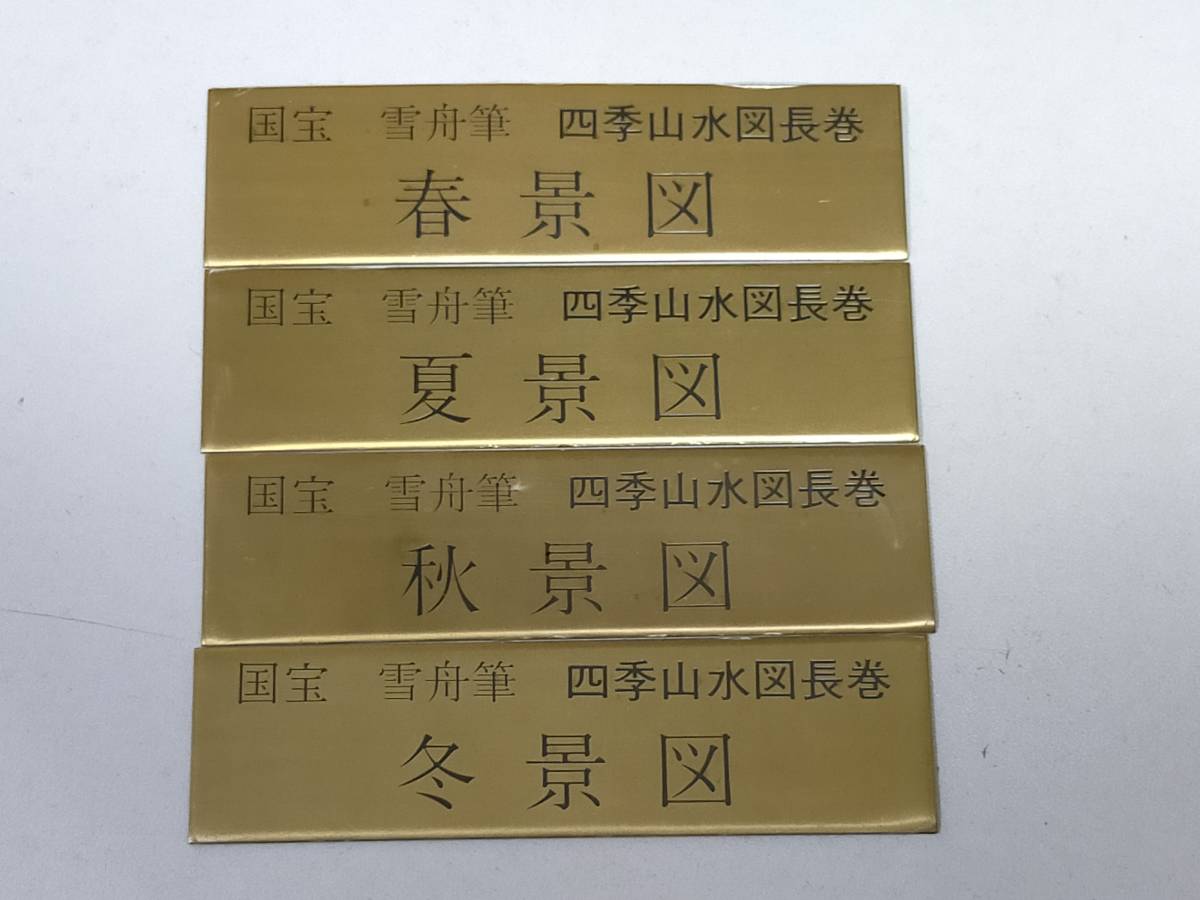 国宝　雪舟筆　四季山水図長巻
春景図
国宝　雪舟筆　四季山水図長巻
夏景図
国宝　雪舟筆　四季山水図長巻
秋景図
国宝　雪舟筆　四季山水図長巻
冬景図